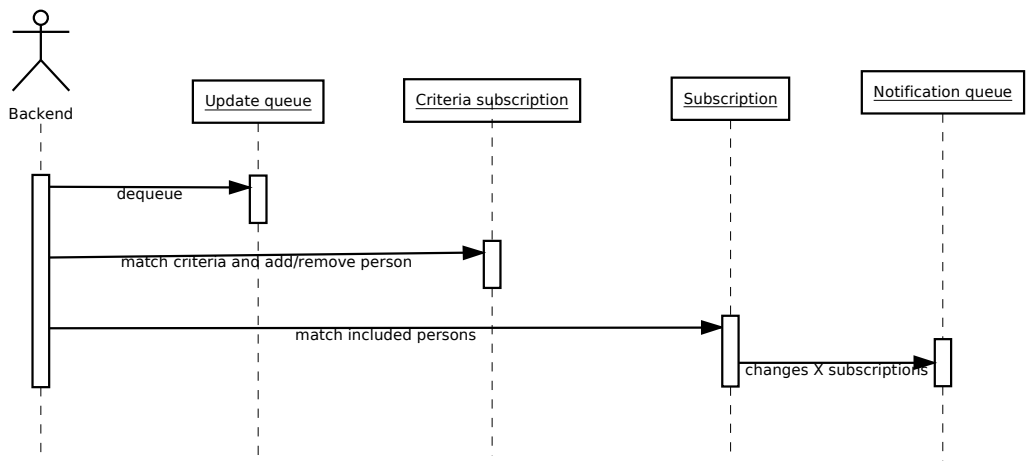 Backend
Update queue
Criteria subscription
Subscription
Notification queue
dequeue
match criteria and add/remove person
match included persons
changes X subscriptions